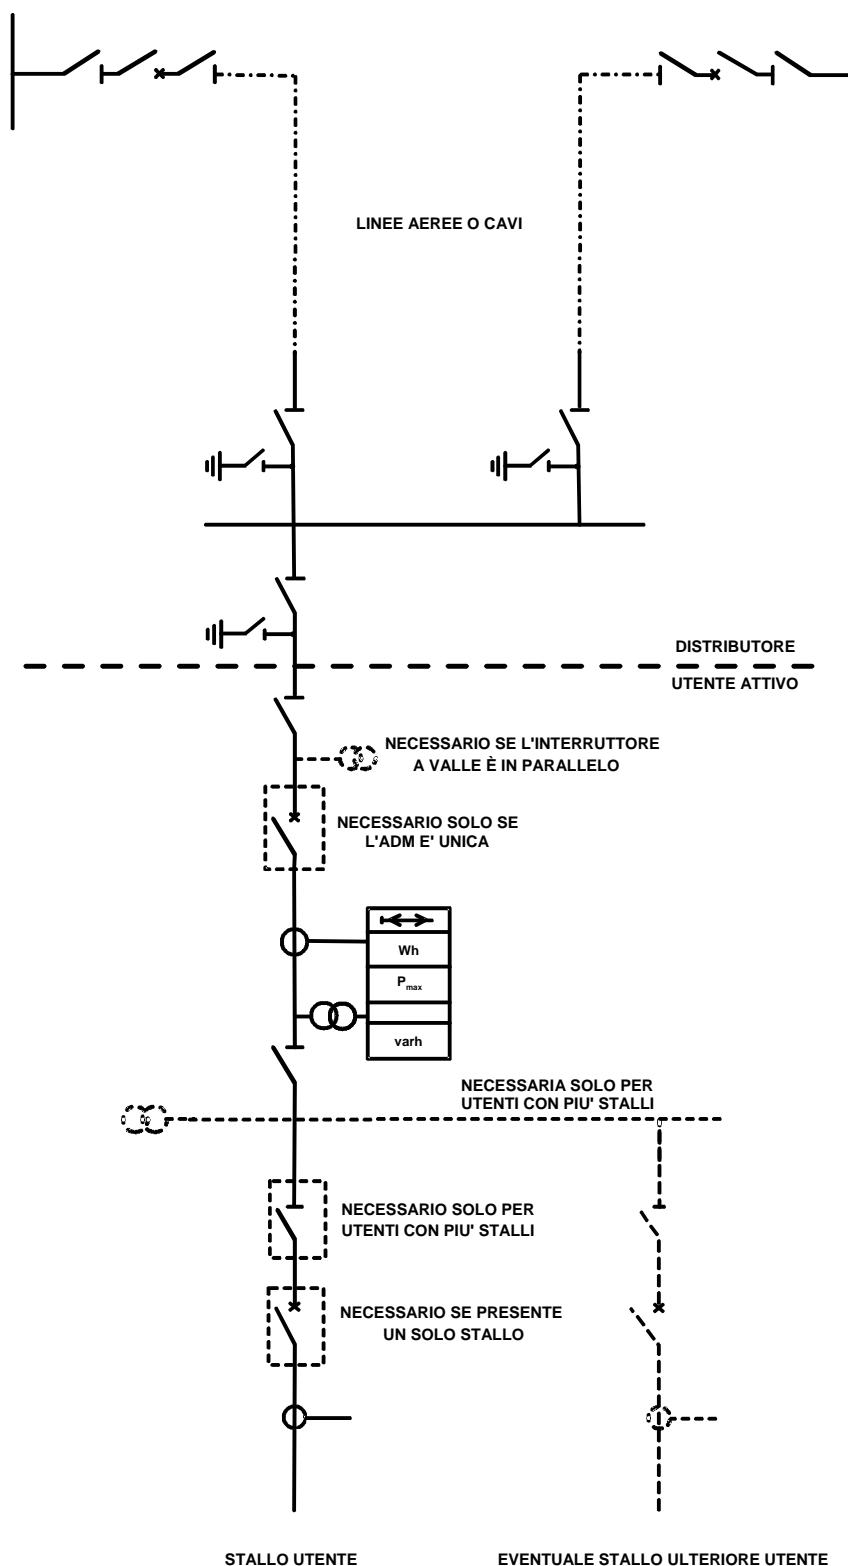 LINEE AEREE O CAVI
DISTRIBUTORE
UTENTE ATTIVO
NECESSARIO SE L'INTERRUTTORE
A VALLE È IN PARALLELO
NECESSARIO SOLO SE
L'ADM E' UNICA
Wh
Pmax
varh
NECESSARIA SOLO PER
UTENTI CON PIU' STALLI
NECESSARIO SOLO PER
UTENTI CON PIU' STALLI
NECESSARIO SE PRESENTE
UN SOLO STALLO
STALLO UTENTE
EVENTUALE STALLO ULTERIORE UTENTE